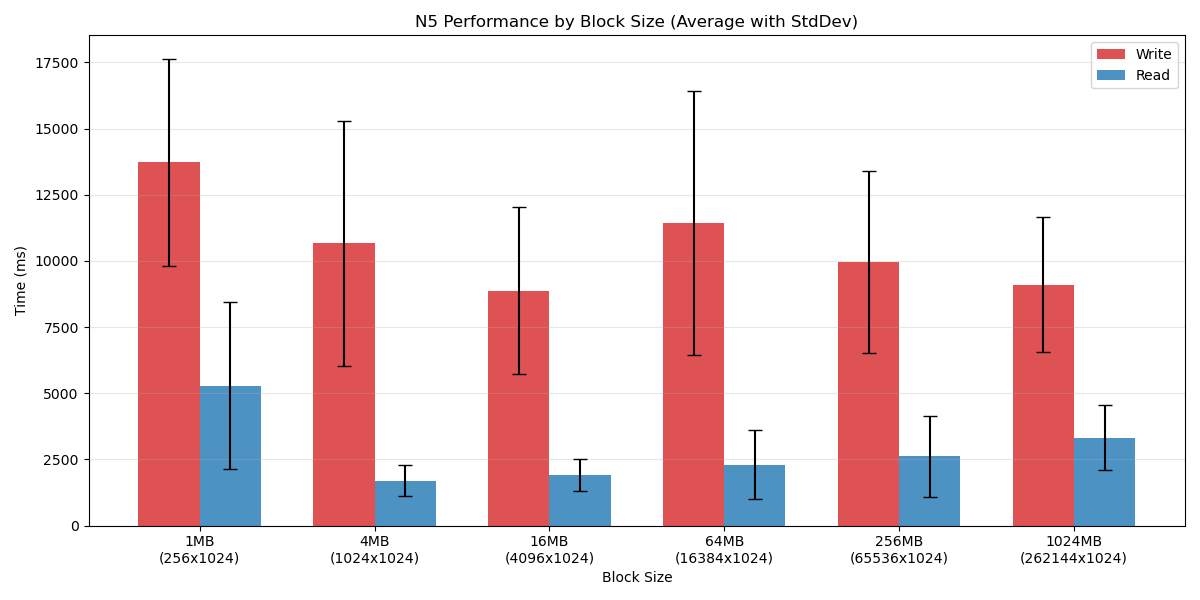 N5 Performance by Block Size (Average with StdDev)
Write
Read
Time (ms)
17500
15000
12500
10000
7500
5000
2500
0
1MB
(256x1024)
4MB
(1024x1024)
16MB
(4096x1024)
64MB
(16384x1024)
256MB
(65536x1024)
1024MB
(262144x1024)
Block Size